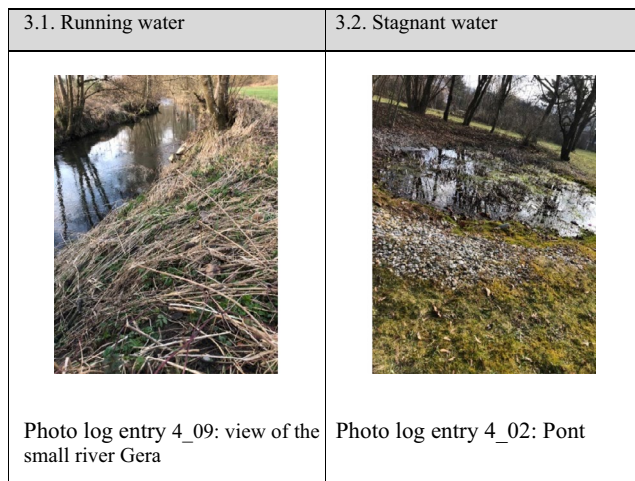 3.1. Running water
3.2. Stagnant water
Photo log entry 4_09: view of the
small river Gera
Photo log entry 4_02: Pont